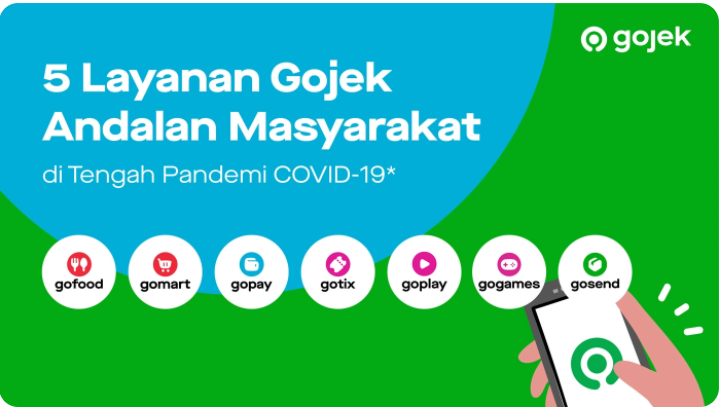 gojek
5 Layanan Gojek
Andalan Masyarakat
di Tengah Pandemi COVID-19*
gofood gomart gopay gotix goplay gogames gosend